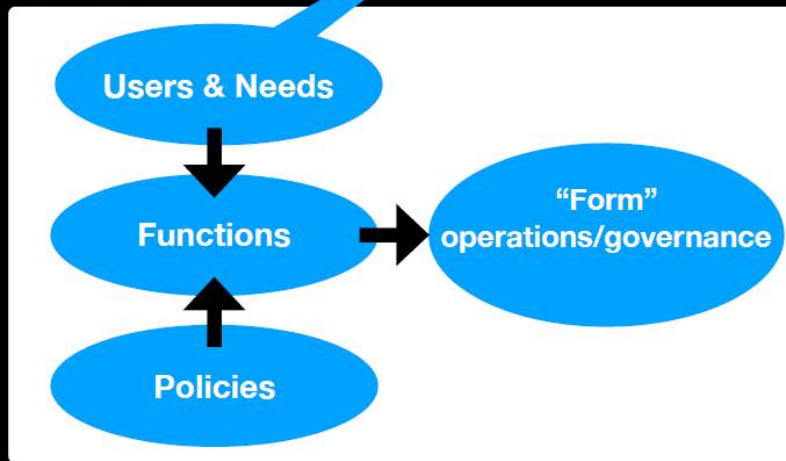 Users & Needs
Functions
“Form”
operations/governance
Policies